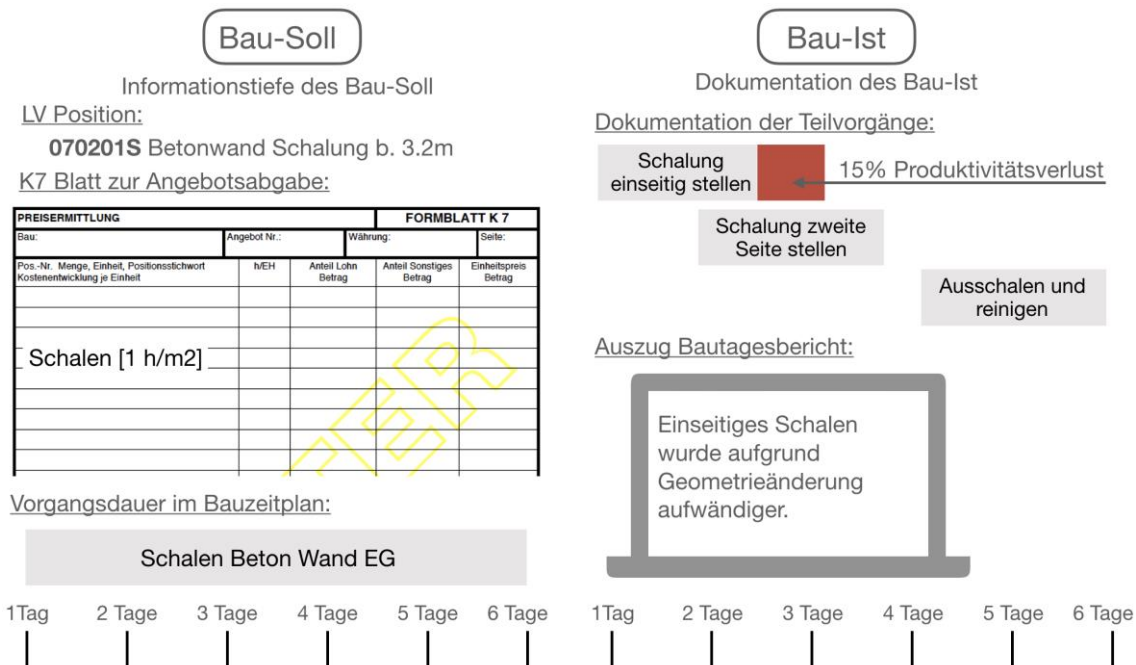 Bau-Soll
Informationstiefe des Bau-Soll
LV Position:
070201S Betonwand Schalung b. 3.2m
K7 Blatt zur Angebotsabgabe:
PREISERMITTLUNG FORMBLATT K 7
Bau: Angebot Nr.: Währung: Seite:
Pos.-Nr. Menge, Einheit, Positionsstichwort h/EH Anteil Lohn Anteil Sonstiges Einheitspreis
Kostenentwicklung je Einheit Betrag Betrag Betrag
Schalen [1 h/m2]
TER
Vorgangsdauer im Bauzeitplan:
Schalen Beton Wand EG
1Tag 2 Tage 3 Tage 4 Tage 5 Tage 6 Tage
Bau-Ist
Dokumentation des Bau-Ist
Dokumentation der Teilvorgänge:
Schalung
einseitig stellen
15% Produktivitätsverlust
Schalung zweite
Seite stellen
Ausschalen und
reinigen
Auszug Bautagesbericht:
Einseitiges Schalen
wurde aufgrund
Geometrieänderung
aufwändiger.
1Tag 2 Tage 3 Tage 4 Tage 5 Tage 6 Tage